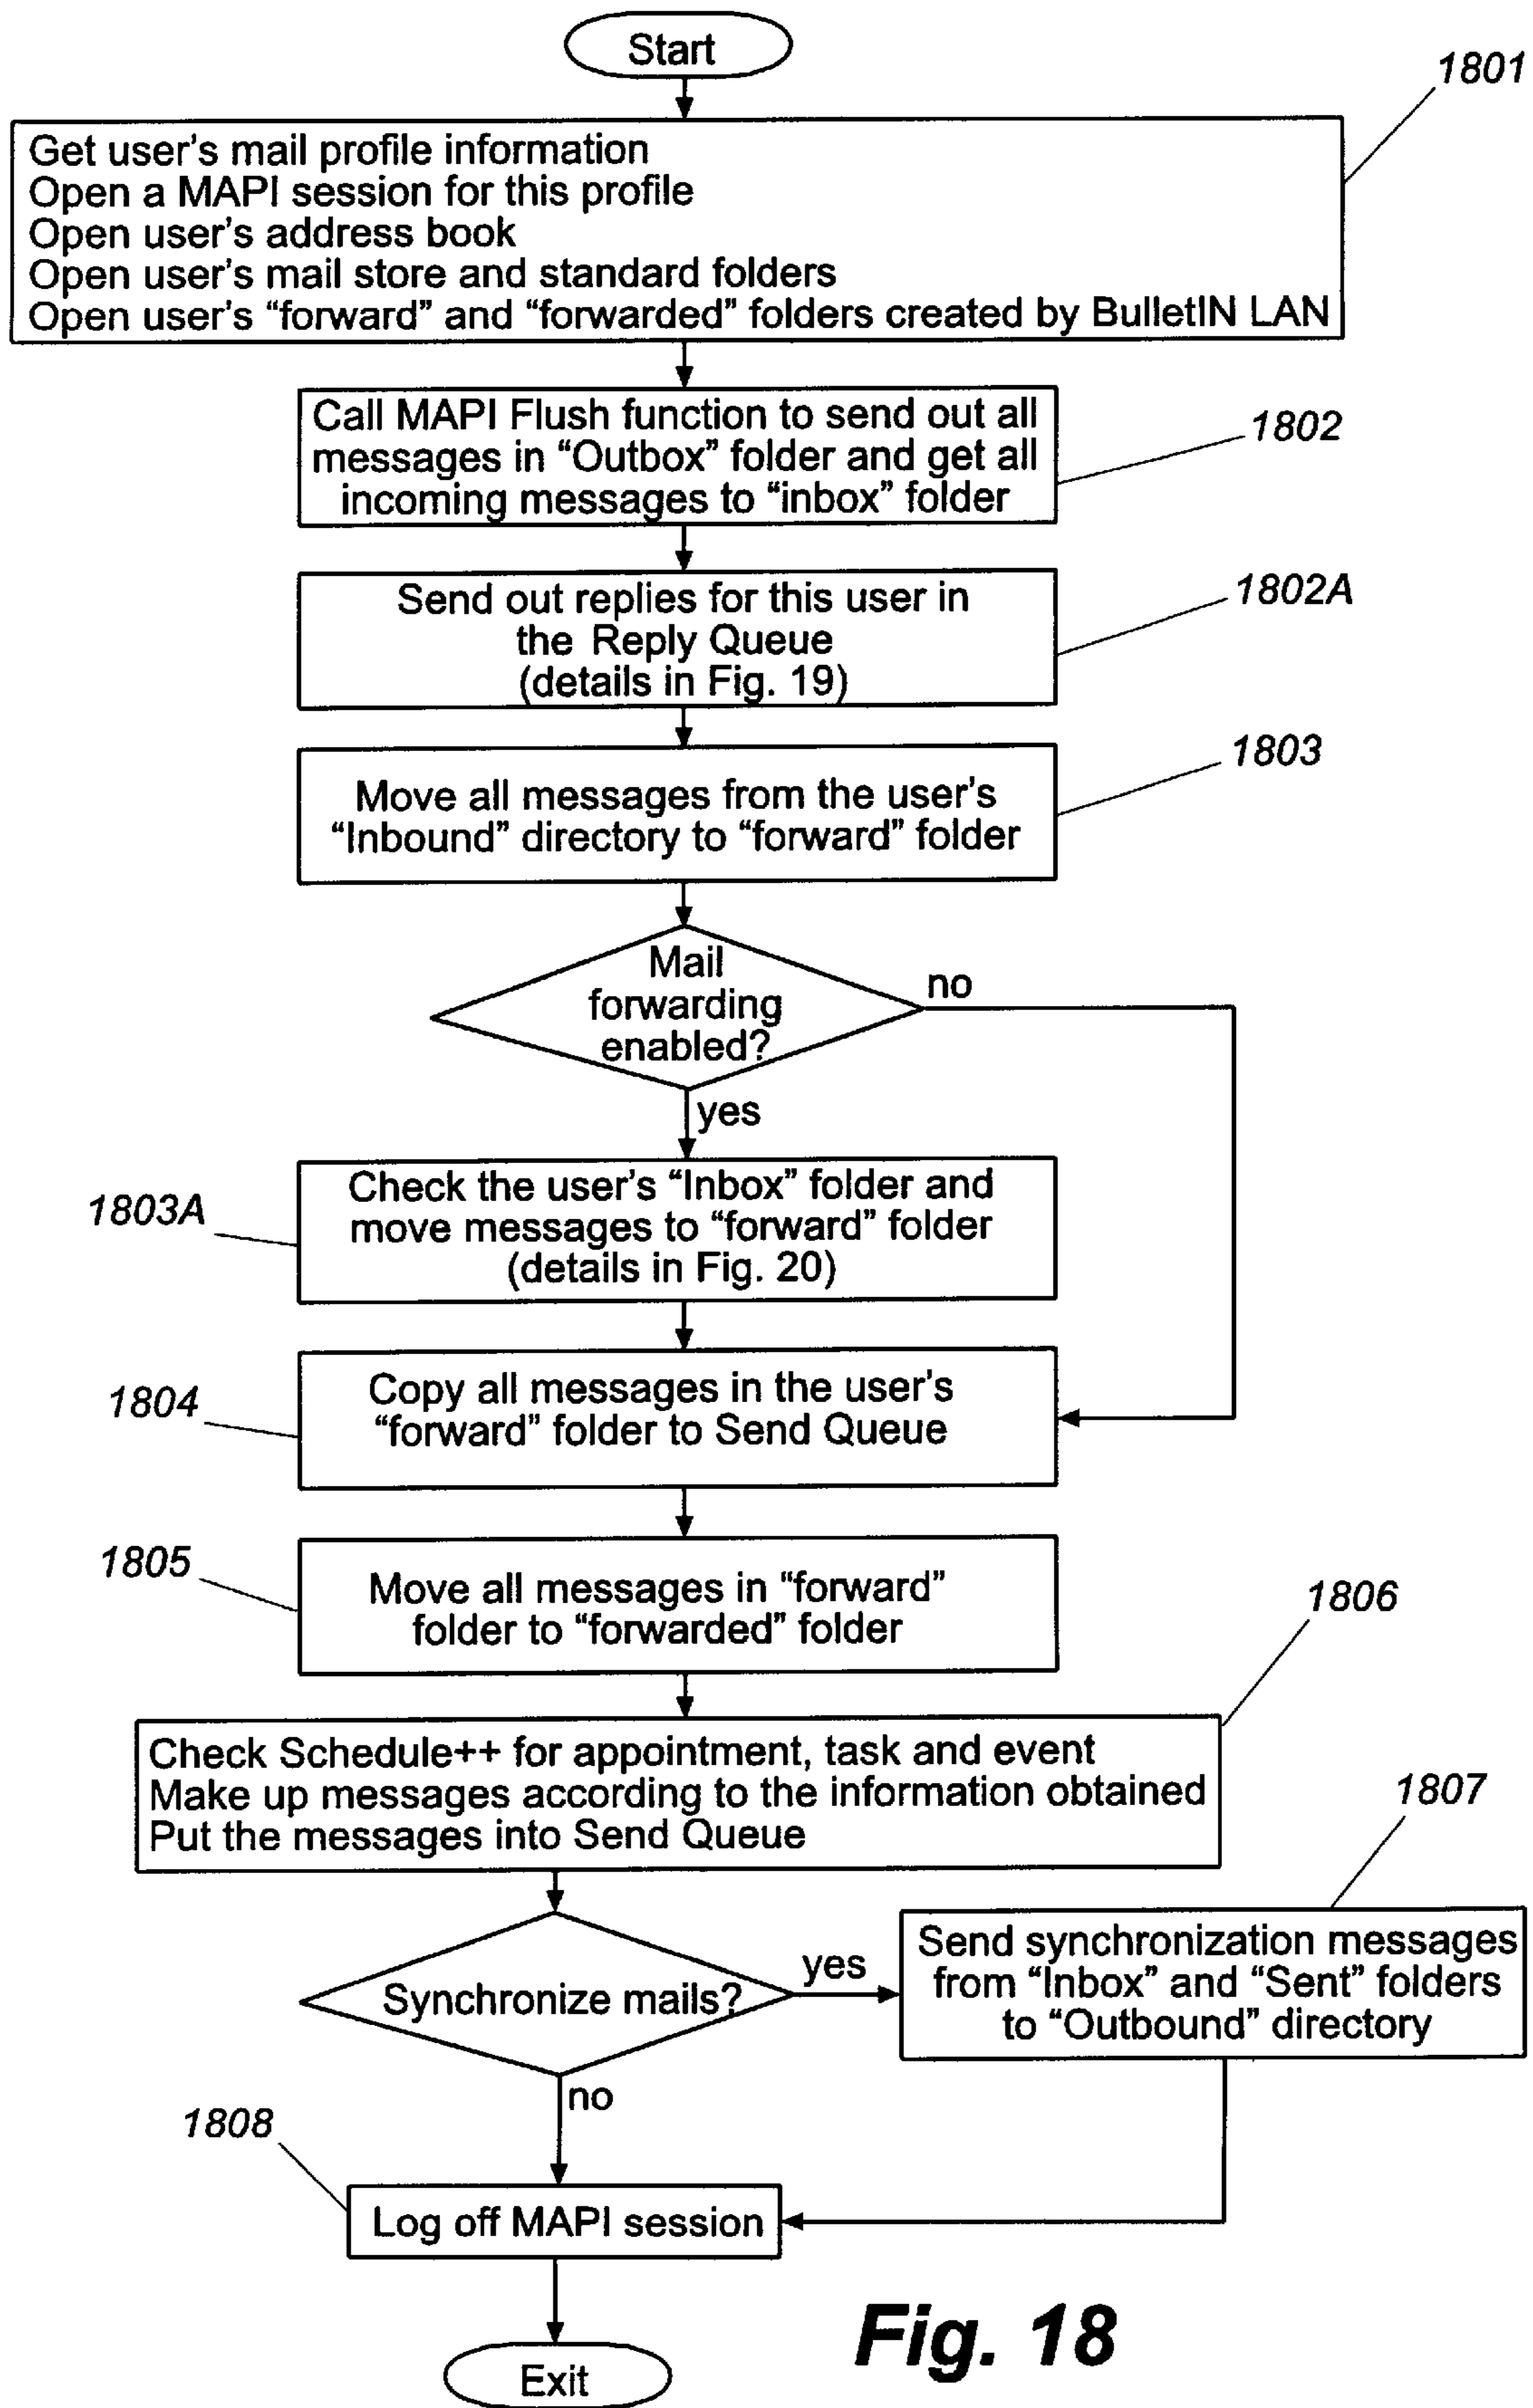 Start
1801
Get user's mail profile information
Open a MAPI session for this profile
Open user's address book
Open user's mail store and standard folders
Open user's “forward” and “forwarded” folders created by BulletIN LAN
Call MAPI Flush function to send out all
messages in “Outbox” folder and get all
incoming messages to “inbox” folder
1802
Send out replies for this user in
the Reply Queue
(details in Fig. 19)
1802A
Move all messages from the user's
“Inbound” directory to “forward” folder
1803
Mail
forwarding
enabled?
no
yes
1803A
Check the user's “Inbox” folder and
move messages to “forward” folder
(details in Fig. 20)
1804
Copy all messages in the user's
“forward” folder to Send Queue
1805
Move all messages in “forward”
folder to “forwarded” folder
1806
Check Schedule++ for appointment, task and event
Make up messages according to the information obtained
Put the messages into Send Queue
1807
Synchronize mails?
yes
Send synchronization messages
from “Inbox” and “Sent” folders
to “Outbound” directory
no
1808
Log off MAPI session
Exit
Fig. 18